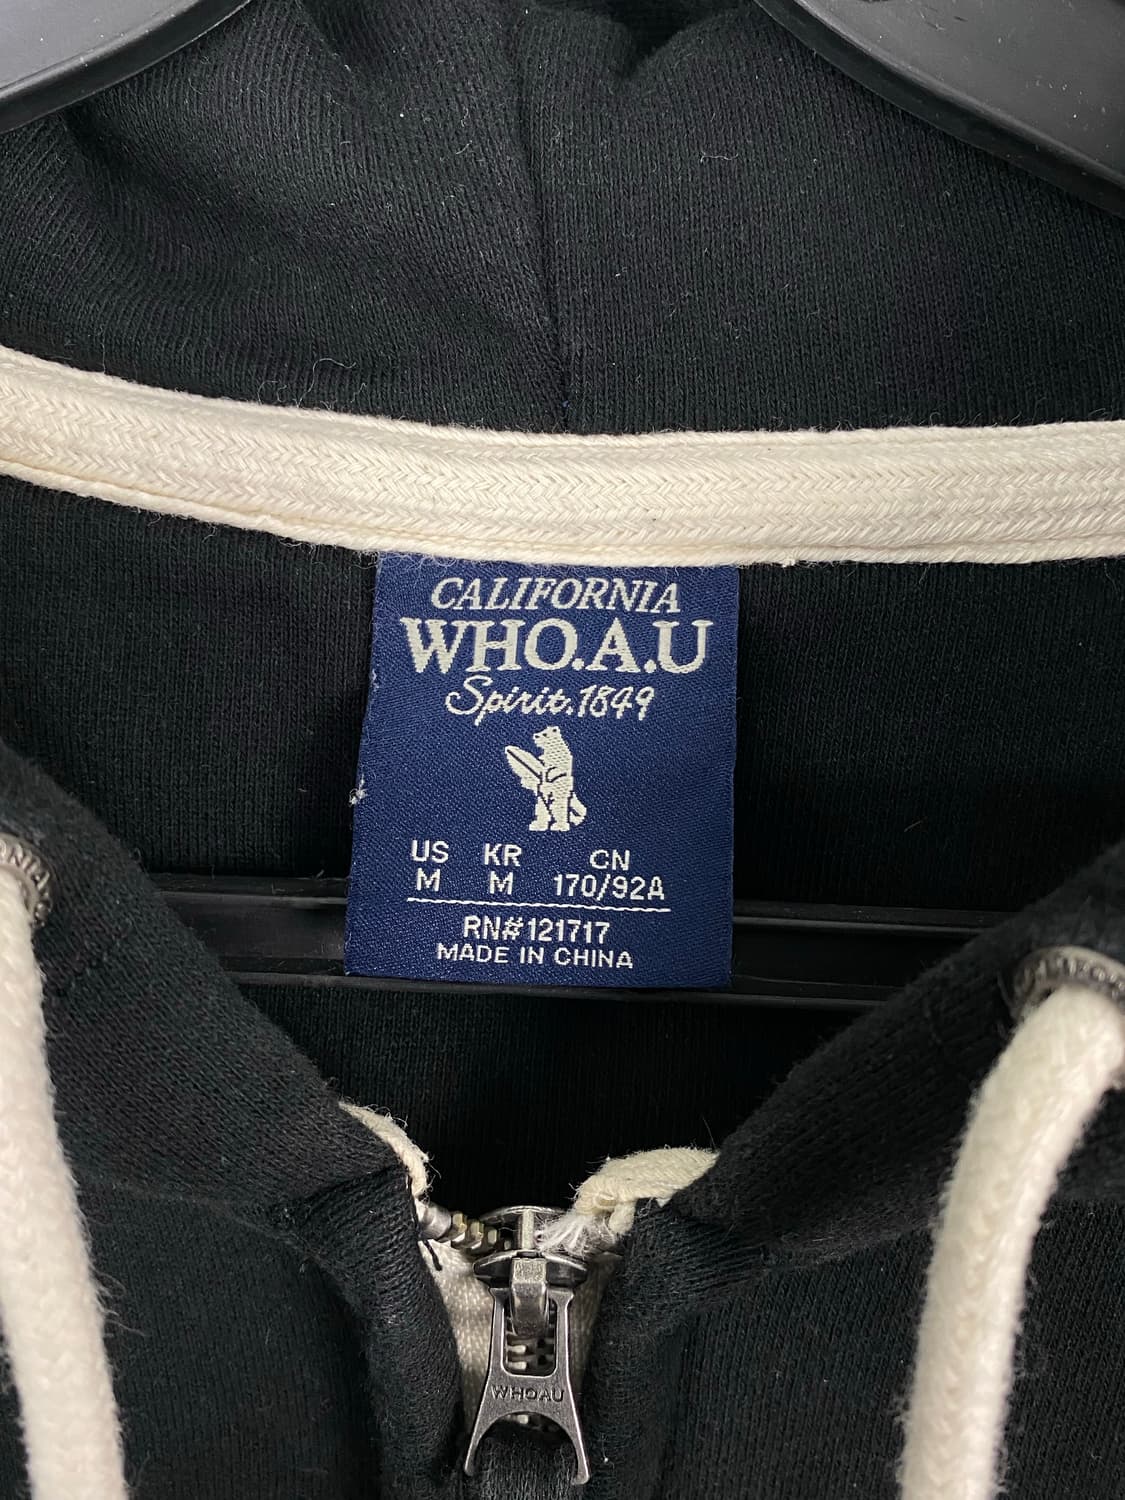 CALIFORNIA
WHO.A.U
Spirit.1849
US KR CN
M M 170/92A
RN#121717
MADE IN CHINA
WHOAU